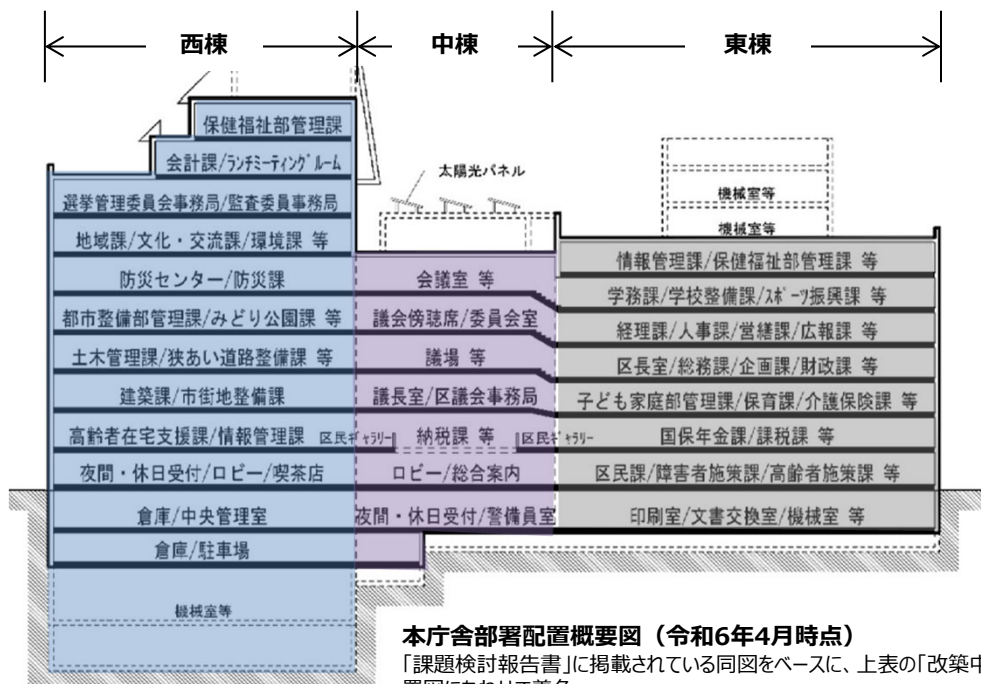 西棟
中棟
東棟
保健福祉部管理課
会計課/ランチミーティングルーム
選挙管理委員会事務局/監査委員事務局
地域課/文化・交流課/環境課 等
防災センター/防災課
都市整備部管理課/みどり公園課 等
土木管理課/狭あい道路整備課 等
建築課/市街地整備課
高齢者在宅支援課/情報管理課
夜間・休日受付/ロビー/喫茶店
倉庫/中央管理室
倉庫/駐車場
機械室等
太陽光パネル
会議室 等
議会傍聴席/委員会室
議場 等
議長室/区議会事務局
区民ギャラリー
納税課 等
区民ギャラリー
ロビー/総合案内
夜間・休日受付/警備員室
機械室等
機械室等
情報管理課/保健福祉部管理課 等
学務課/学校整備課/スポーツ振興課 等
経理課/人事課/営繕課/広報課 等
区長室/総務課/企画課/財政課 等
子ども家庭部管理課/保育課/介護保険課 等
国保年金課/課税課 等
区民課/障害者施策課/高齢者施策課 等
印刷室/文書交換室/機械室 等
本庁舎部署配置概要図（令和6年4月時点）
「課題検討報告書」に掲載されている同図をベースに、上表の「改築中